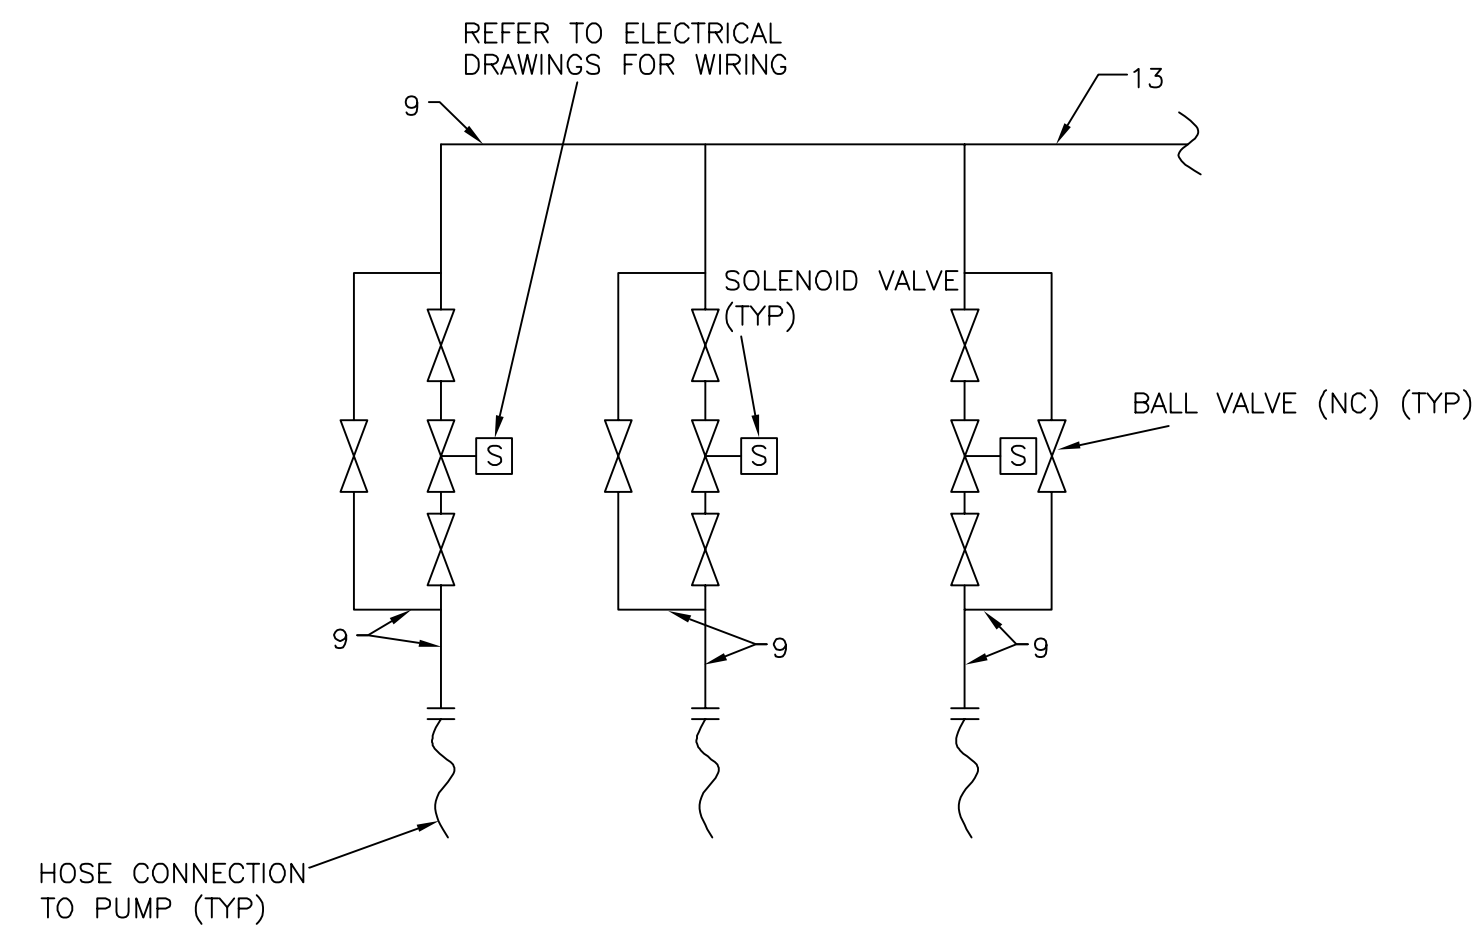 REFER TO ELECTRICAL
DRAWINGS FOR WIRING
13
9
SOLENOID VALVE
(TYP)
BALL VALVE (NC) (TYP)
S
S
S
9
9
9
HOSE CONNECTION
TO PUMP (TYP)